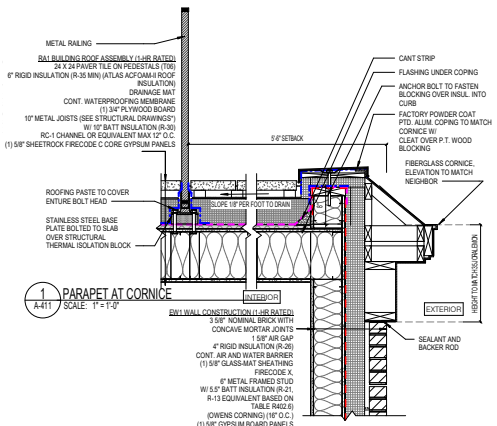 METAL RAILING
RA1 BUILDING ROOF ASSEMBLY (1-HR RATED)
24 X 24 PAVER TILE ON PEDESTALS (T06)
6" RIGID INSULATION (R-35 MIN) (ATLAS ACFOAM-II ROOF
INSULATION)
DRAINAGE MAT
CONT. WATERPROOFING MEMBRANE
(1) 3/4" PLYWOOD BOARD
10" METAL JOISTS (SEE STRUCTURAL DRAWINGS")
W/ 10" BATT INSULATION (R-30)
RC-1 CHANNEL OR EQUIVALENT MAX 12" O.C.
(1) 5/8" SHEETROCK FIRECODE C CORE GYPSUM PANELS
ROOFING PASTE TO COVER
ENTURE BOLT HEAD
STAINLESS STEEL BASE
PLATE BOLTED TO SLAB
OVER STRUCTURAL
THERMAL ISOLATION BLOCK
5'-6" SETBACK
SLOPE 1/8" PER FOOT TO DRAIN
CANT STRIP
FLASHING UNDER COPING
ANCHOR BOLT TO FASTEN
BLOCKING OVER INSUL. INTO
CURB
FACTORY POWDER COAT
PTD. ALUM. COPING TO MATCH
CORNICE W/
CLEAT OVER P.T. WOOD
BLOCKING
FIBERGLASS CORNICE,
ELEVATION TO MATCH
NEIGHBOR
HEIGHT TO MATCH SOUTH NEIGHBOR
1
A-411
PARAPET AT CORNICE
SCALE: 1" = 1'-0"
INTERIOR
EXTERIOR
SEALANT AND
BACKER ROD
EW1 WALL CONSTRUCTION (1-HR RATED)
3 5/8" NOMINAL BRICK WITH
CONCAVE MORTAR JOINTS
1 5/8" AIR GAP
4" RIGID INSULATION (R-26)
CONT. AIR AND WATER BARRIER
(1) 5/8" GLASS-MAT SHEATHING
FIRECODE X,
6" METAL FRAMED STUD
W/ 5.5" BATT INSULATION (R-21,
R-13 EQUIVALENT BASED ON
TABLE R402.6)
(OWENS CORNING) (16" O.C.)
(1) 5/8" GYPSUM BOARD PANELS